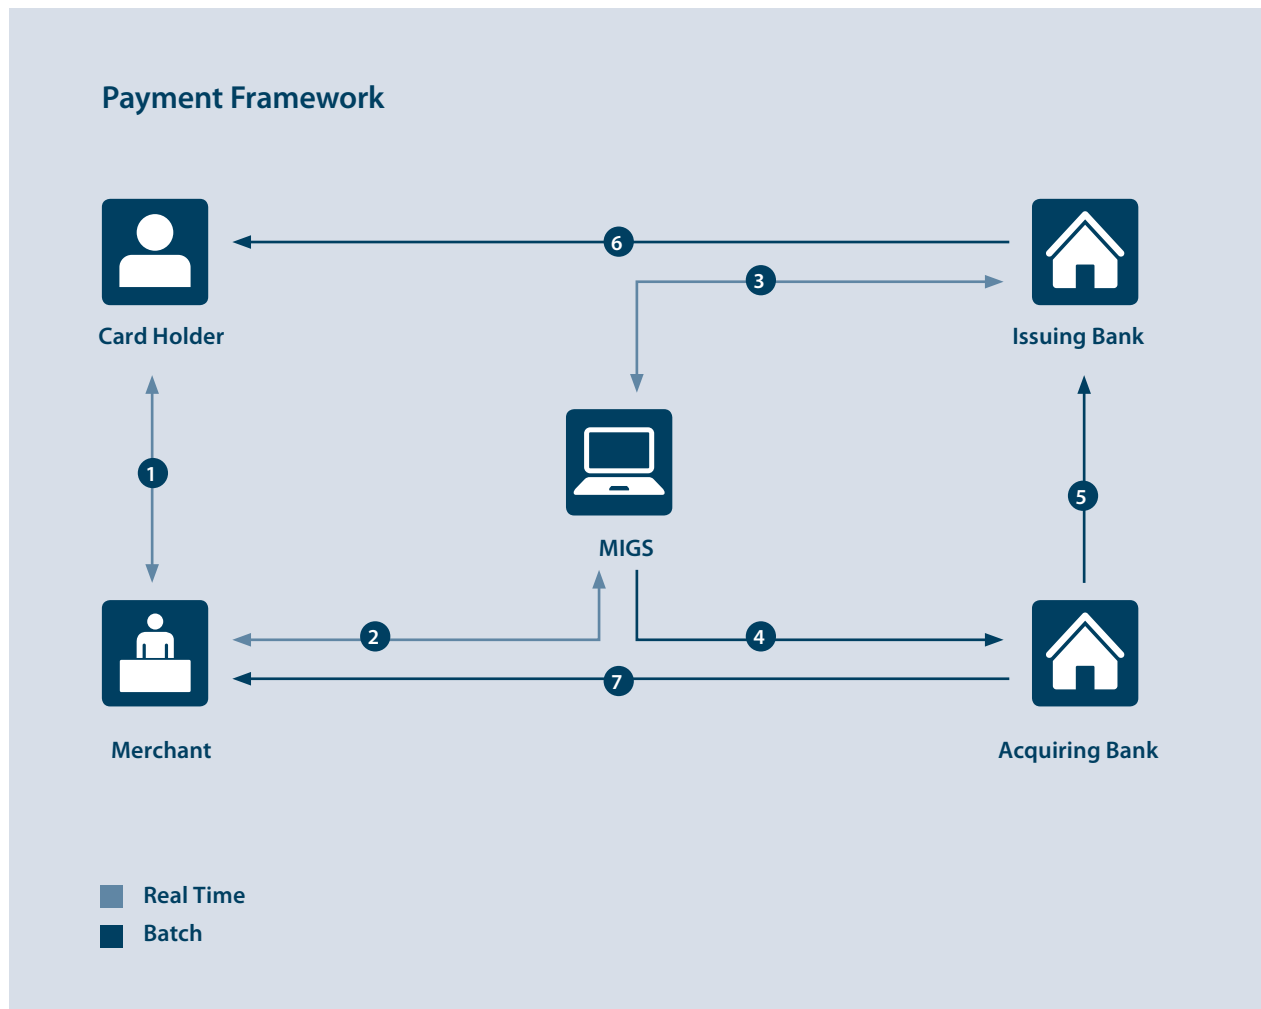 Payment Framework
6
3
Card Holder
Issuing Bank
1
5
MIGS
2
4
7
Merchant
Acquiring Bank
Real Time
Batch